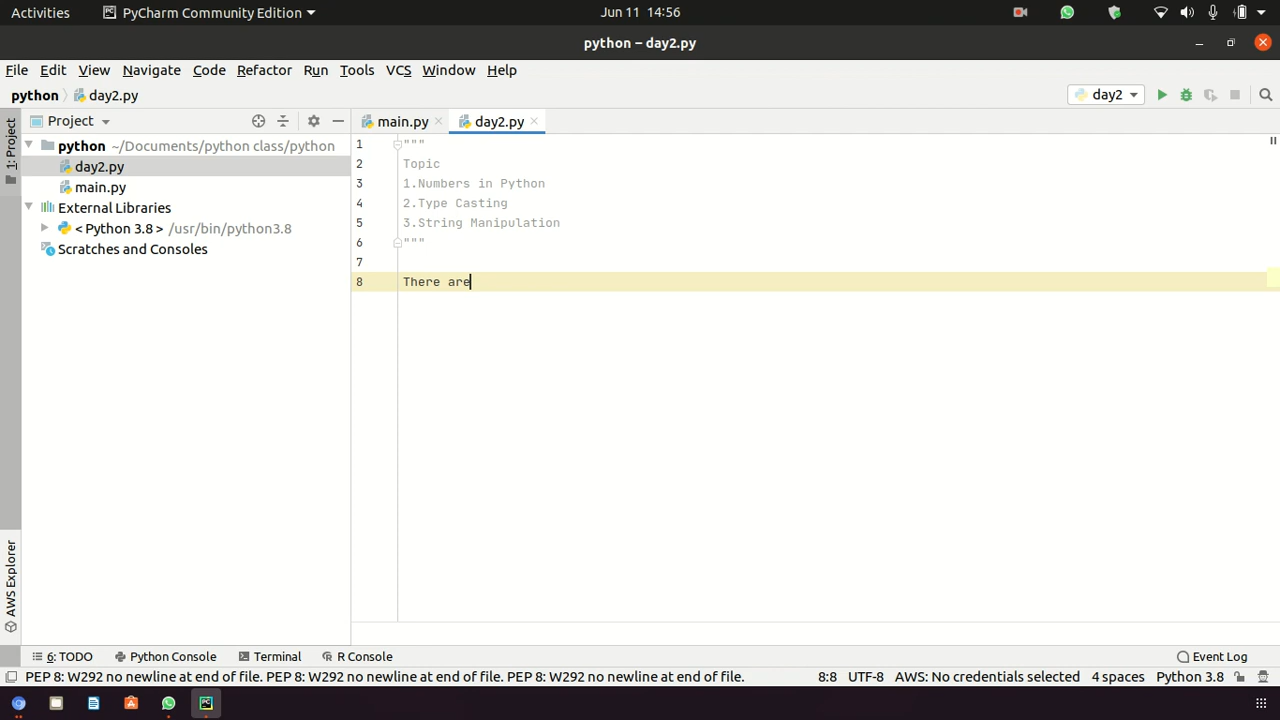 Activities PyCharm Community Edition Jun 11 14:56
python – day2.py
File Edit View Navigate Code Refactor Run Tools VCS Window Help
python day2.py day2
1: Project
Project
python ~/Documents/python class/python
day2.py
main.py
External Libraries
< Python 3.8 > /usr/bin/python3.8
Scratches and Consoles
AWS Explorer
main.py day2.py
1 """
2 Topic
3 1.Numbers in Python
4 2.Type Casting
5 3.String Manipulation
6 """
7
8 There are
6: TODO Python Console Terminal R Console Event Log
PEP 8: W292 no newline at end of file. PEP 8: W292 no newline at end of file. PEP 8: W292 no newline at end of file. 8:8 UTF-8 AWS: No credentials selected 4 spaces Python 3.8